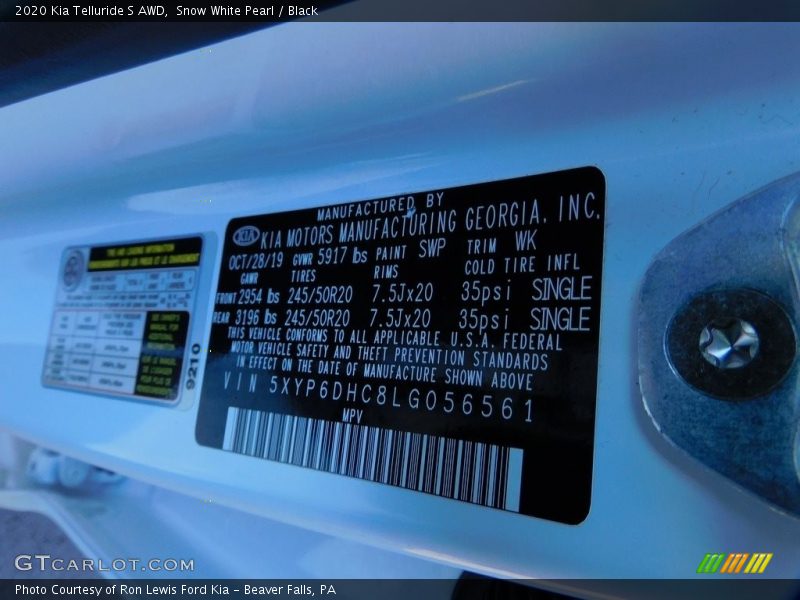 2020 Kia Telluride S AWD, Snow White Pearl / Black
MANUFACTURED BY
KIA KIA MOTORS MANUFACTURING GEORGIA, INC.
OCT/28/19 GVWR 5917 lbs PAINT SWP TRIM WK
GAWR TIRES RIMS COLD TIRE INFL
FRONT 2954 lbs 245/50R20 7.5Jx20 35psi SINGLE
REAR 3196 lbs 245/50R20 7.5Jx20 35psi SINGLE
THIS VEHICLE CONFORMS TO ALL APPLICABLE U.S.A. FEDERAL
MOTOR VEHICLE SAFETY AND THEFT PREVENTION STANDARDS
IN EFFECT ON THE DATE OF MANUFACTURE SHOWN ABOVE
VIN 5XYP6DHC8LG056561
MPV
9210
GTCARLOT.COM
Photo Courtesy of Ron Lewis Ford Kia - Beaver Falls, PA